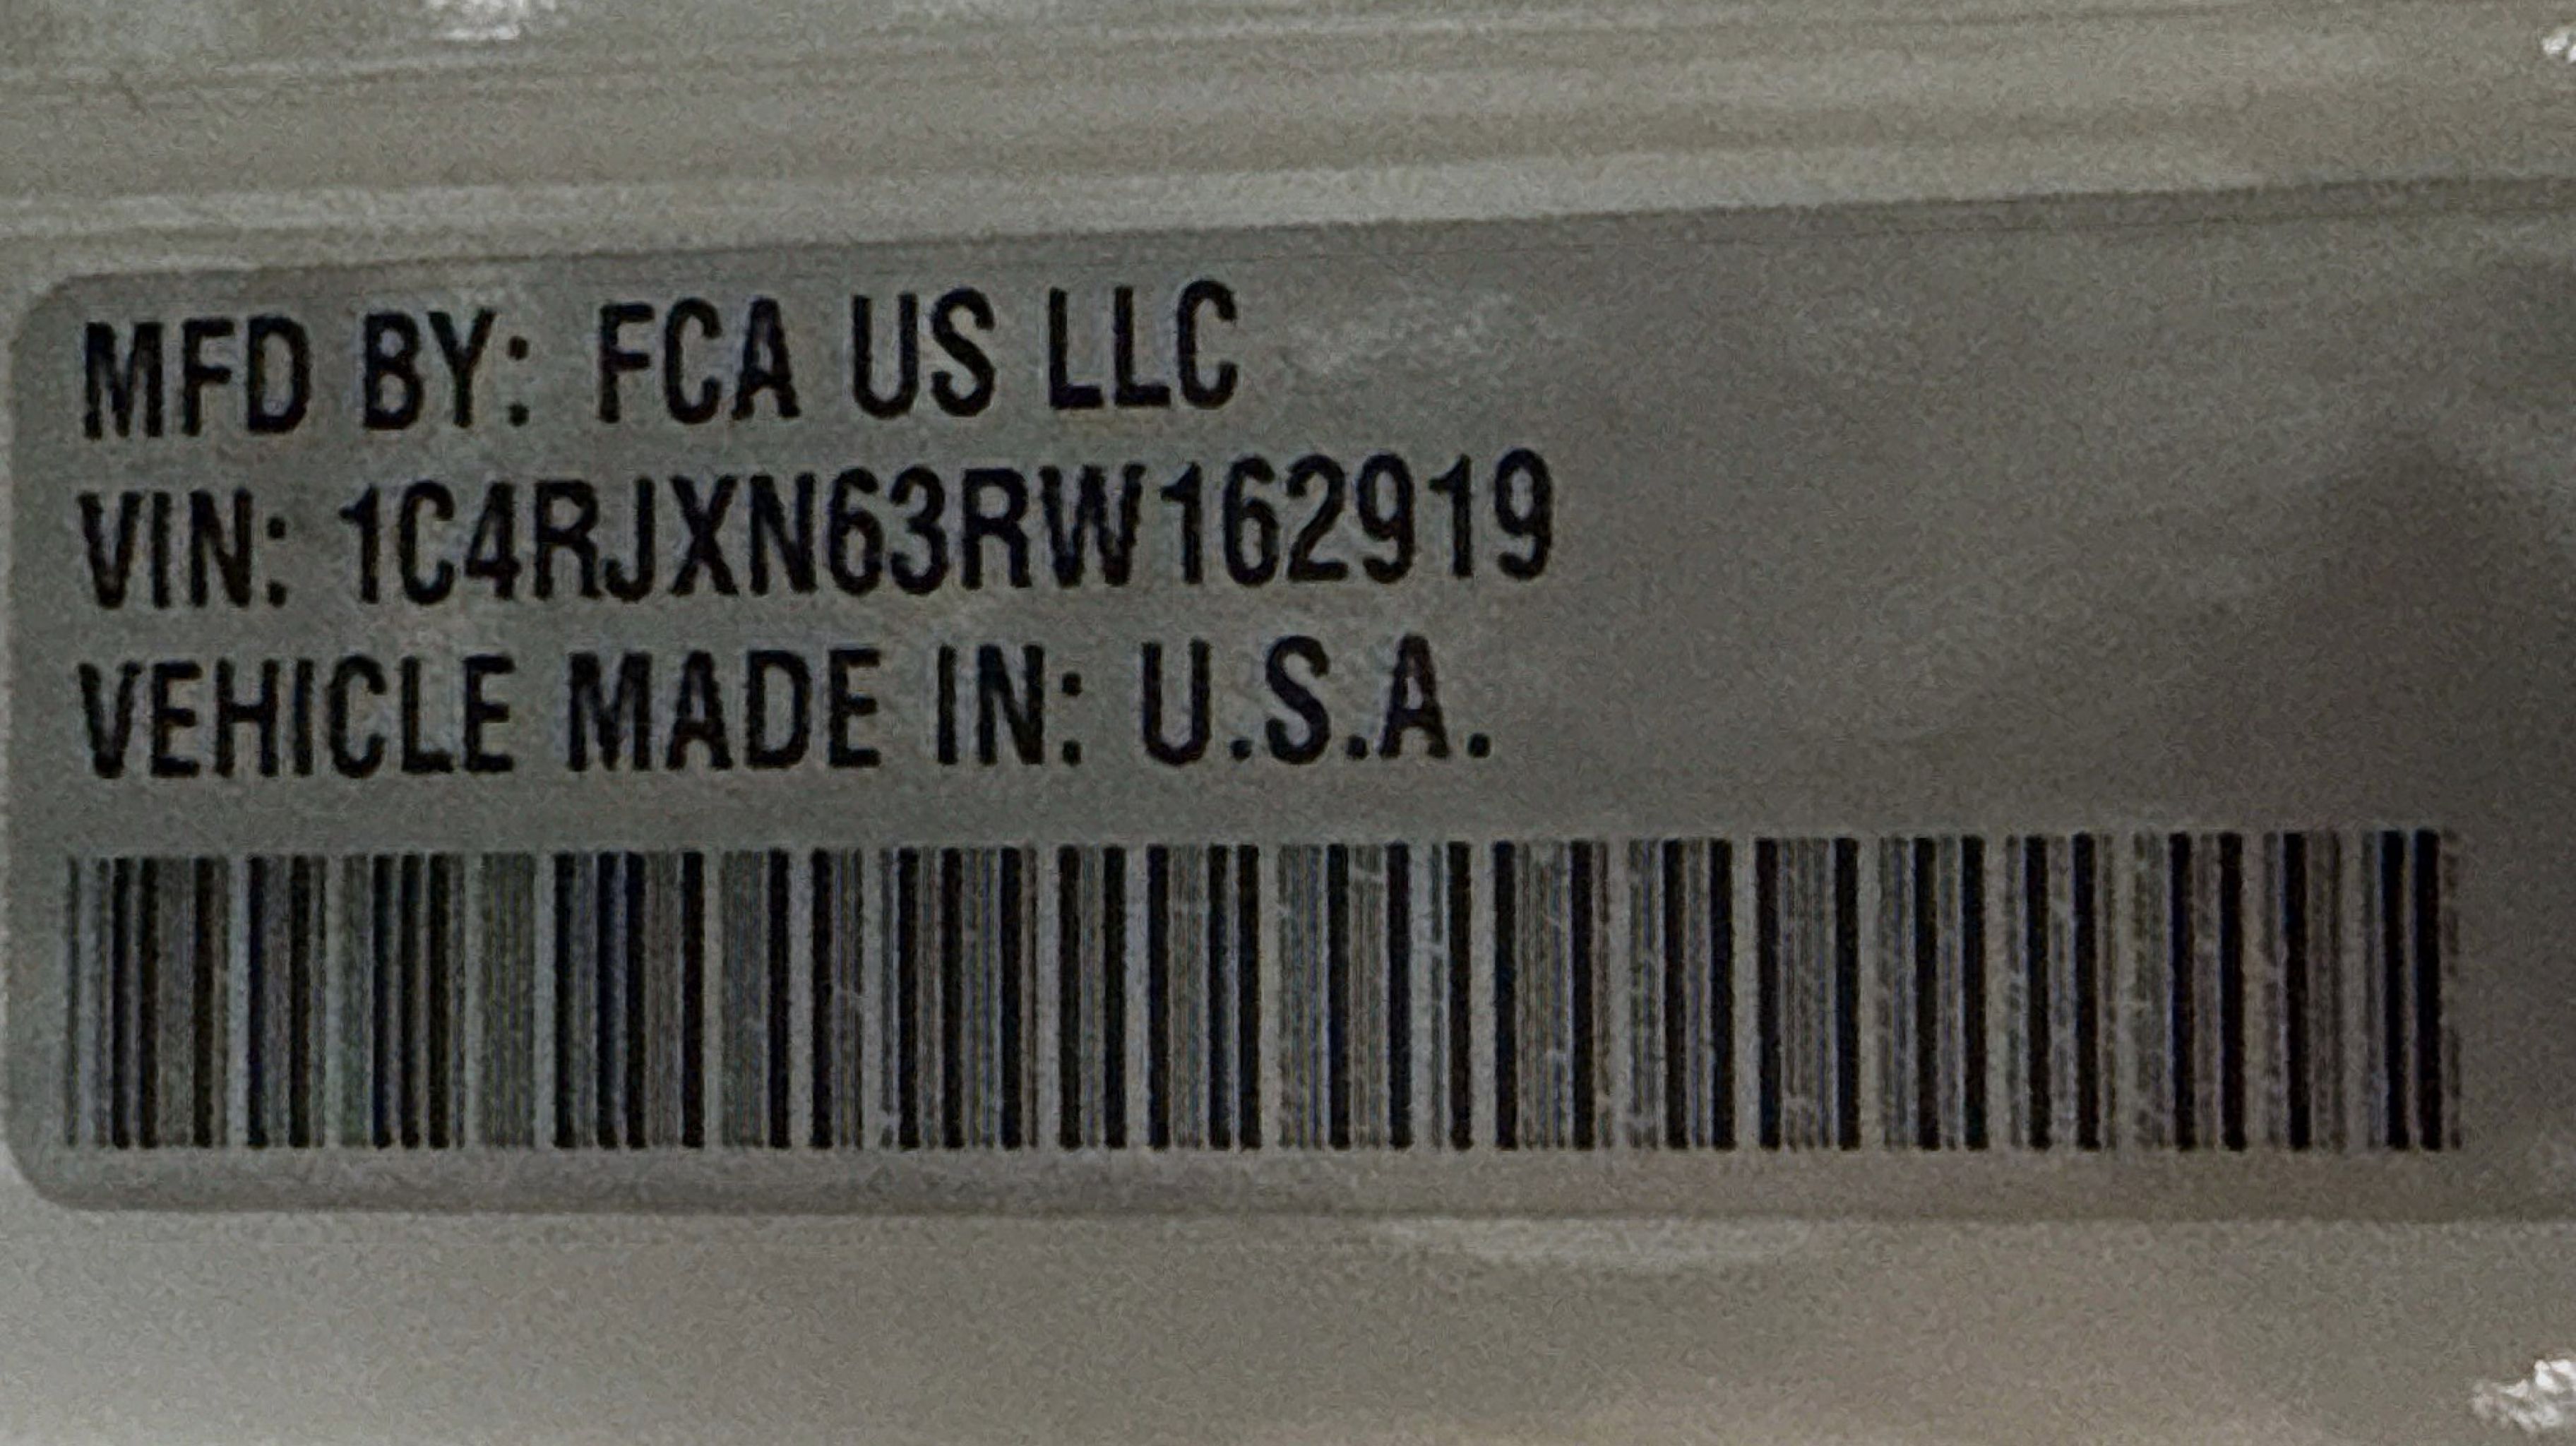 MFD BY: FCA US LLC
VIN: 1C4RJXN63RW162919
VEHICLE MADE IN: U.S.A.